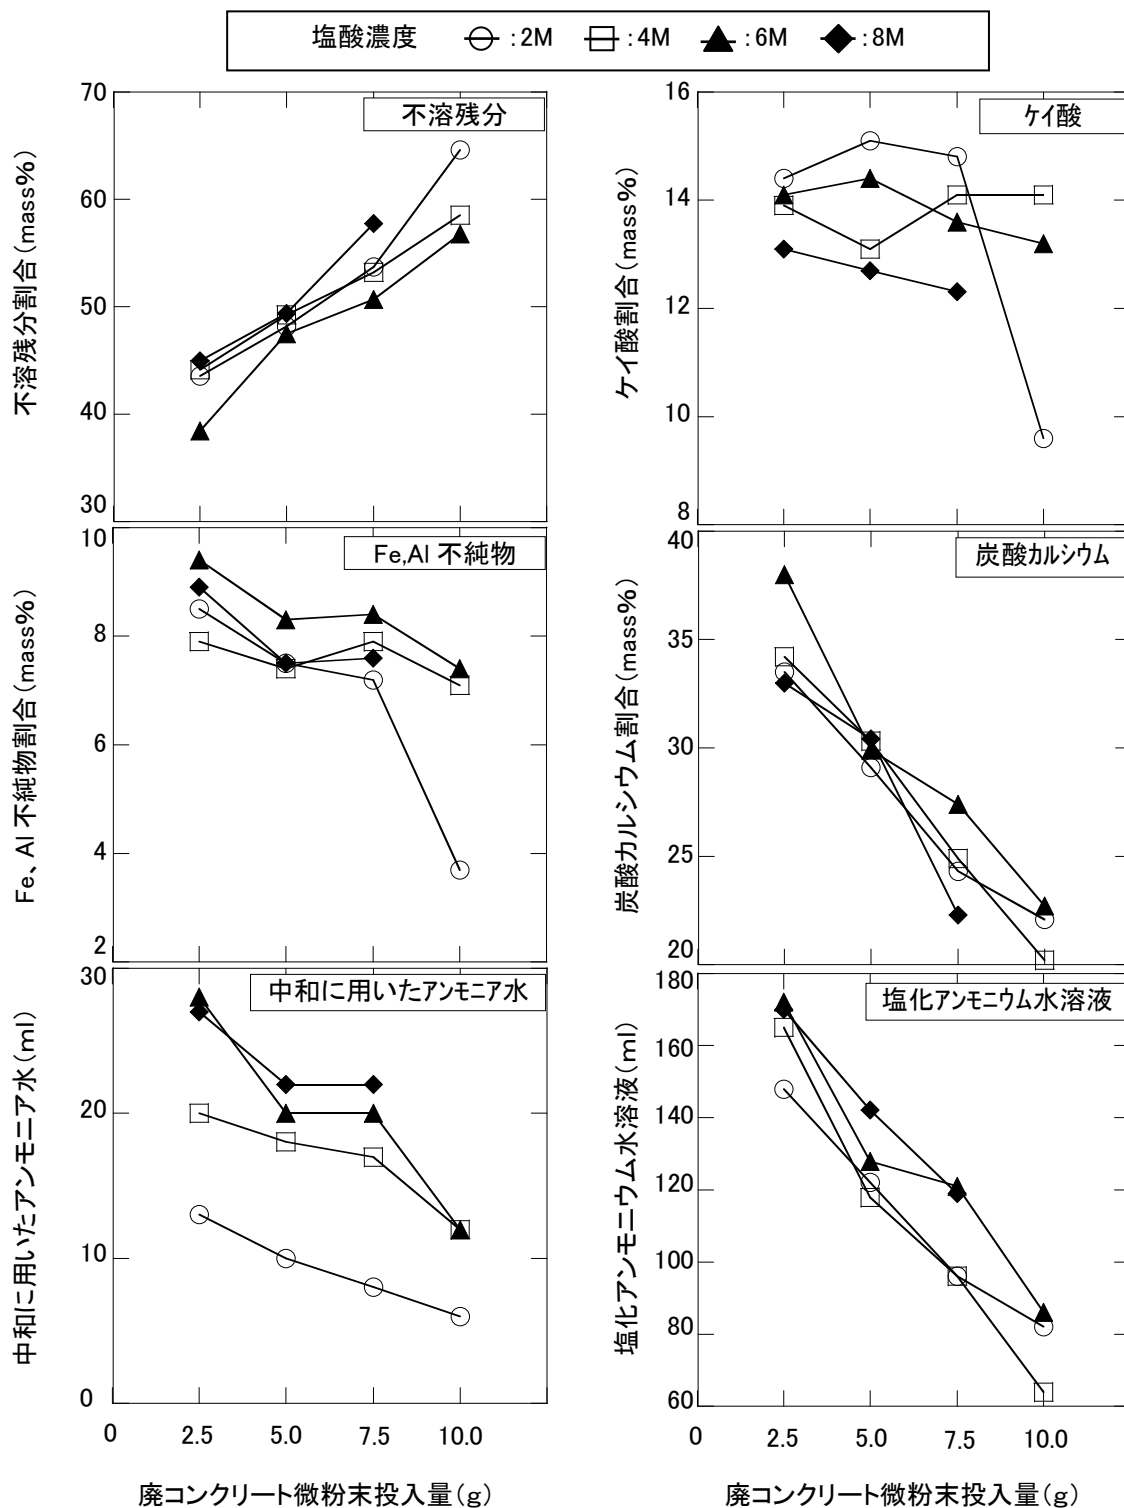 塩酸濃度 :2M :4M :6M :8M
不溶残分
不溶残分割合(mass%)
70
60
50
40
30
ケイ酸
ケイ酸割合(mass%)
16
14
12
10
8
Fe,Al 不純物
Fe、Al 不純物割合(mass%)
10
8
6
4
2
炭酸カルシウム
炭酸カルシウム割合(mass%)
40
35
30
25
20
中和に用いたアンモニア水
中和に用いたアンモニア水(ml)
30
20
10
0
塩化アンモニウム水溶液
塩化アンモニウム水溶液(ml)
180
160
140
120
100
80
60
0 2.5 5.0 7.5 10.0
廃コンクリート微粉末投入量(g)
0 2.5 5.0 7.5 10.0
廃コンクリート微粉末投入量(g)